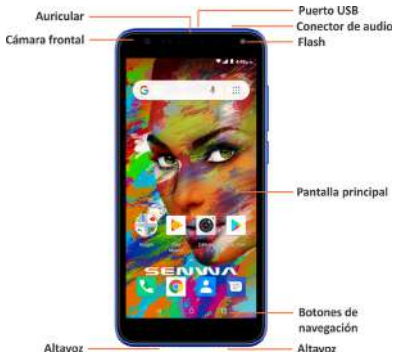 Auricular
Puerto USB
Conector de audio
Cámara frontal
Flash
G
Pantalla principal
SENWA
Botones de
navegación
Altavoz
Altavoz